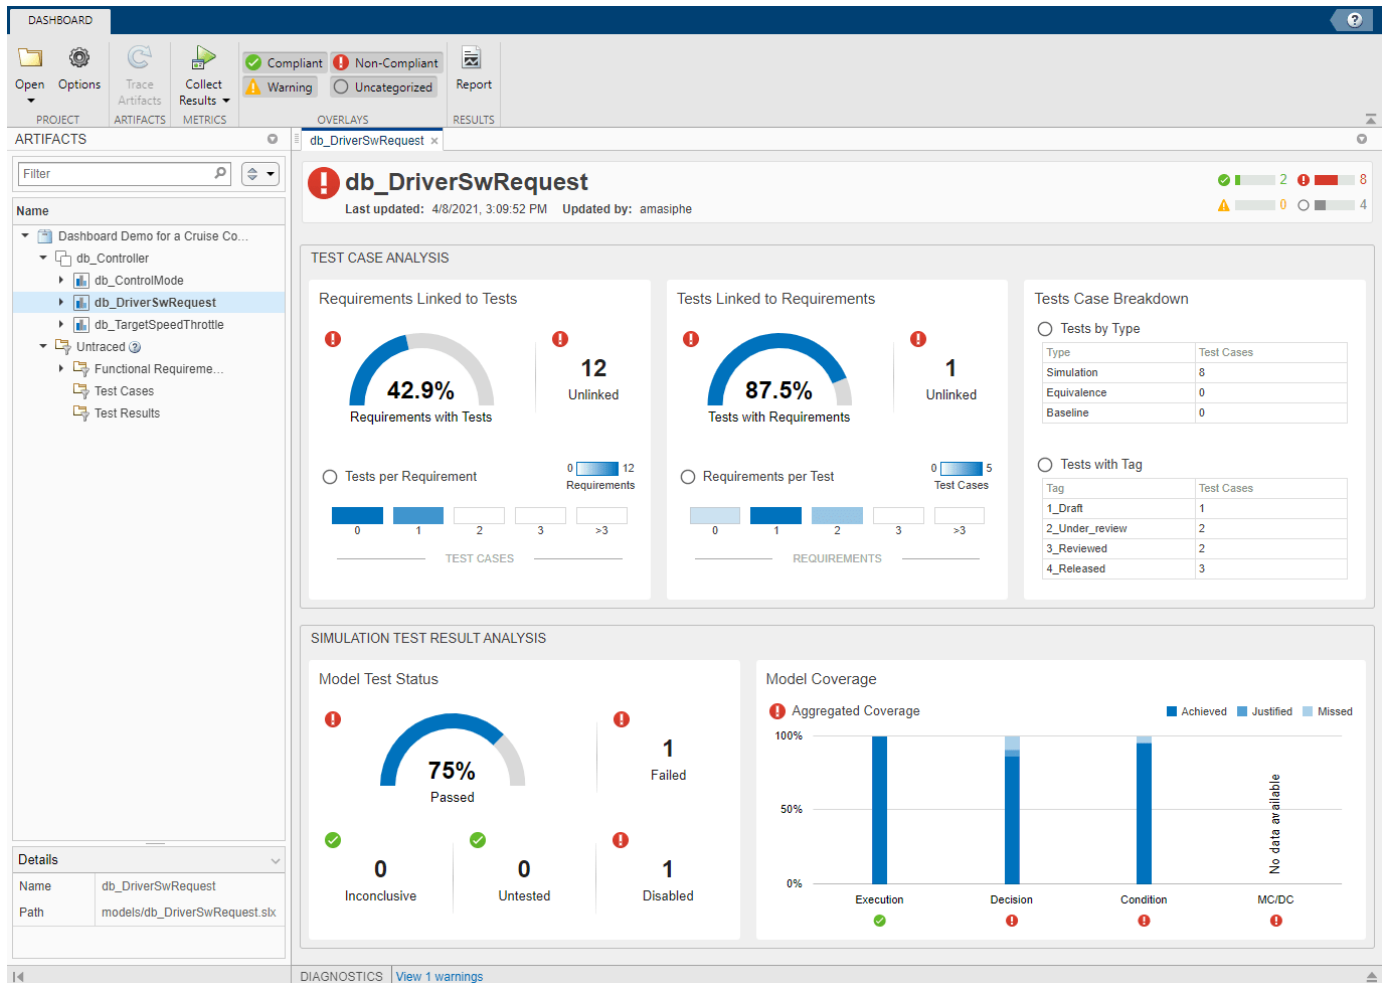 DASHBOARD
?
Open
Options
Trace
Artifacts
Collect
Results
Compliant
Non-Compliant
Warning
Uncategorized
Report
PROJECT
ARTIFACTS
METRICS
OVERLAYS
RESULTS
ARTIFACTS
Filter
Name
Dashboard Demo for a Cruise Co...
db_Controller
db_ControlMode
db_DriverSwRequest
db_TargetSpeedThrottle
Untraced ?
Functional Requireme...
Test Cases
Test Results
Details
Name db_DriverSwRequest
Path models/db_DriverSwRequest.slx
db_DriverSwRequest ×
db_DriverSwRequest
Last updated: 4/8/2021, 3:09:52 PM Updated by: amasiphe
2 8
0 4
TEST CASE ANALYSIS
Requirements Linked to Tests
42.9%
Requirements with Tests
12
Unlinked
Tests per Requirement
0 12
Requirements
0 1 2 3 >3
TEST CASES
Tests Linked to Requirements
87.5%
Tests with Requirements
1
Unlinked
Requirements per Test
0 5
Test Cases
0 1 2 3 >3
REQUIREMENTS
Tests Case Breakdown
Tests by Type
Type Test Cases
Simulation 8
Equivalence 0
Baseline 0
Tests with Tag
Tag Test Cases
1_Draft 1
2_Under_review 2
3_Reviewed 2
4_Released 3
SIMULATION TEST RESULT ANALYSIS
Model Test Status
75%
Passed
1
Failed
0
Inconclusive
0
Untested
1
Disabled
Model Coverage
Aggregated Coverage
Achieved Justified Missed
100%
50%
0%
No data available
Execution Decision Condition MC/DC
DIAGNOSTICS View 1 warnings